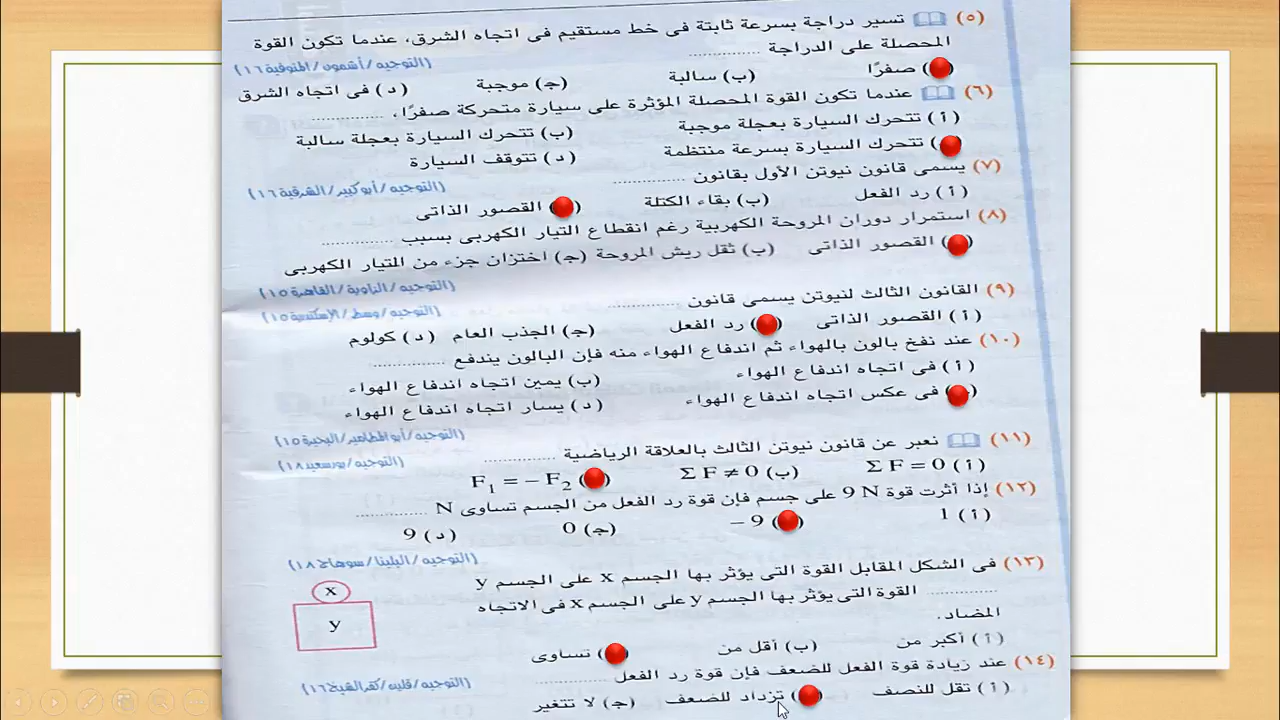 (٥) تسير دراجة بسرعة ثابتة فى خط مستقيم فى اتجاه الشرق، عندما تكون القوة
المحصلة على الدراجة ..............
(التوجيه/أشمون/المنوفية ١٦)
صفرًا (ب) سالبة (جـ) موجبة (د) فى اتجاه الشرق
(٦) عندما تكون القوة المحصلة المؤثرة على سيارة متحركة صفرًا، ..............
(أ) تتحرك السيارة بعجلة موجبة (ب) تتحرك السيارة بعجلة سالبة
تتحرك السيارة بسرعة منتظمة (د) تتوقف السيارة
(٧) يسمى قانون نيوتن الأول بقانون ..............
(التوجيه/أبو كبير/الشرقية ١٦)
(أ) رد الفعل (ب) بقاء الكتلة القصور الذاتى
(٨) استمرار دوران المروحة الكهربية رغم انقطاع التيار الكهربى بسبب ..............
القصور الذاتى (ب) ثقل ريش المروحة (جـ) اختزان جزء من التيار الكهربى
(التوجيه/الزاوية/القاهرة ١٥)
(٩) القانون الثالث لنيوتن يسمى قانون ..............
(التوجيه/وسط/الإسكندرية ١٥)
(أ) القصور الذاتى رد الفعل (جـ) الجذب العام (د) كولوم
(١٠) عند نفخ بالون بالهواء ثم اندفاع الهواء منه فإن البالون يندفع ..............
(أ) فى اتجاه اندفاع الهواء (ب) يمين اتجاه اندفاع الهواء
فى عكس اتجاه اندفاع الهواء (د) يسار اتجاه اندفاع الهواء
(التوجيه/أبو المطامير/البحيرة ١٥)
(١١) نعبر عن قانون نيوتن الثالث بالعلاقة الرياضية ..............
(التوجيه/بورسعيد ١٨)
(أ) Σ F = 0 (ب) Σ F ≠ 0 F₁ = – F₂
(١٢) إذا أثرت قوة 9 N على جسم فإن قوة رد الفعل من الجسم تساوى N ..............
(أ) 1 – 9 (جـ) 0 (د) 9
(التوجيه/البلينا/سوهاج ١٨)
(١٣) فى الشكل المقابل القوة التى يؤثر بها الجسم x على الجسم y
.............. القوة التى يؤثر بها الجسم y على الجسم x فى الاتجاه
المضاد.
x
y
(أ) أكبر من (ب) أقل من تساوى
(١٤) عند زيادة قوة الفعل للضعف فإن قوة رد الفعل ..............
(التوجيه/قلين/كفر الشيخ ١٦)
(أ) تقل للنصف تزداد للضعف (جـ) لا تتغير